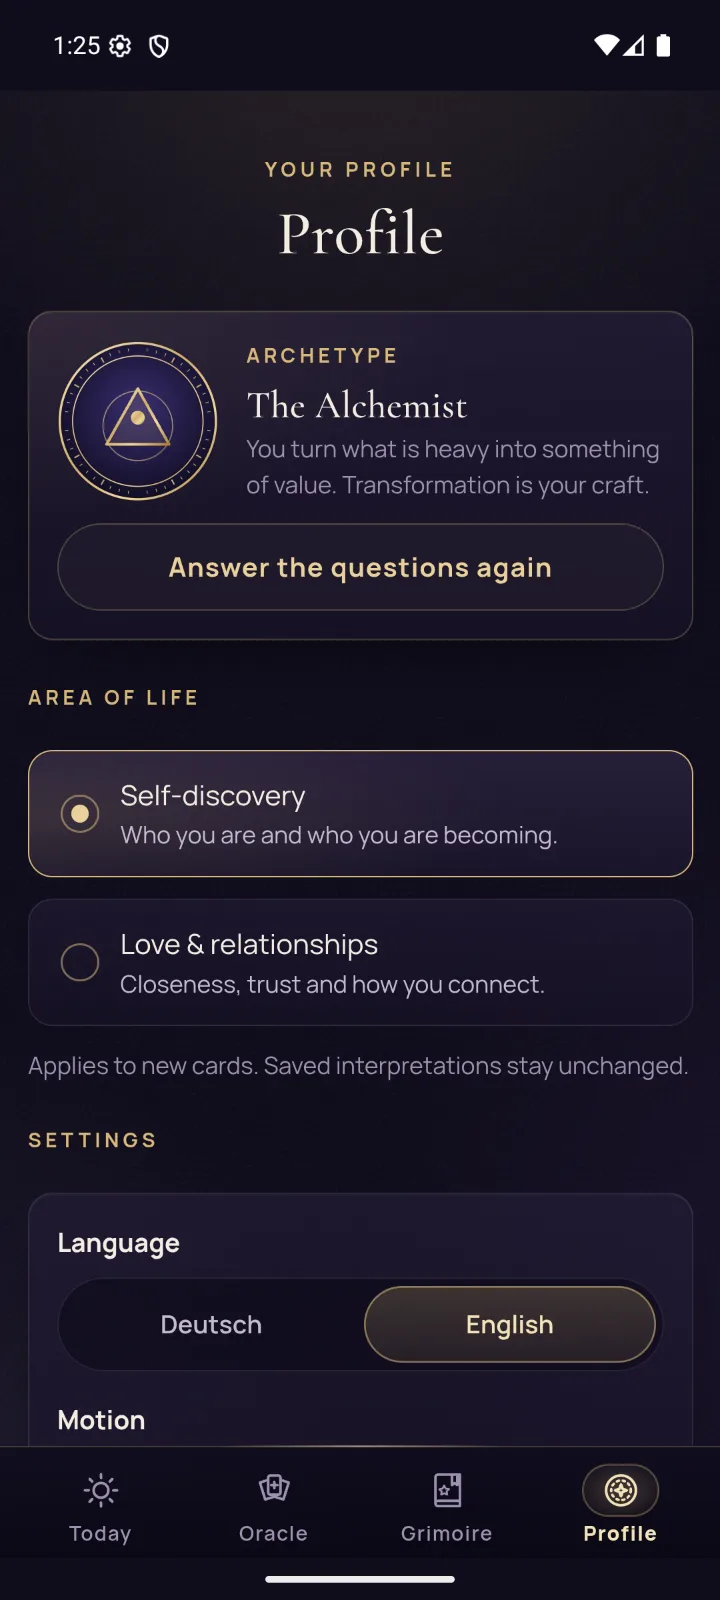 1:25
YOUR PROFILE
Profile
ARCHETYPE
The Alchemist
You turn what is heavy into something
of value. Transformation is your craft.
Answer the questions again
AREA OF LIFE
Self-discovery
Who you are and who you are becoming.
Love & relationships
Closeness, trust and how you connect.
Applies to new cards. Saved interpretations stay unchanged.
SETTINGS
Language
Deutsch
English
Motion
Today
Oracle
Grimoire
Profile